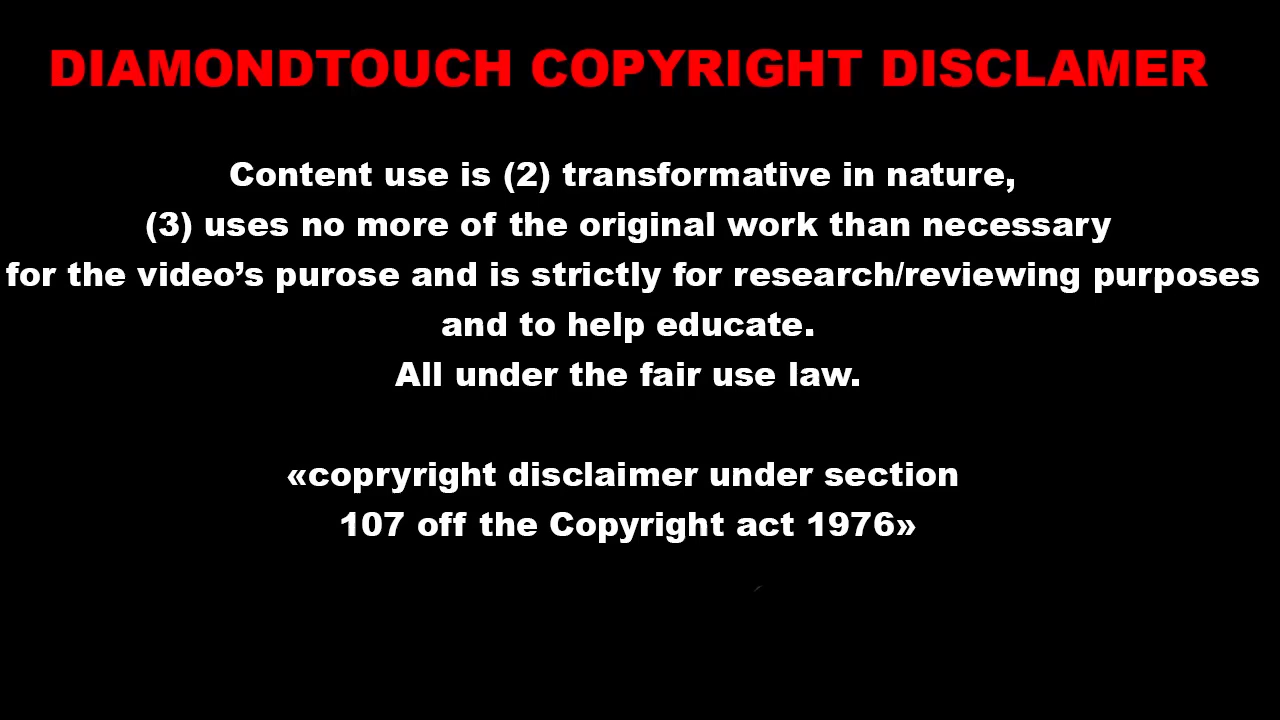 DIAMONDTOUCH COPYRIGHT DISCLAMER
Content use is (2) transformative in nature,
(3) uses no more of the original work than necessary
for the video’s purose and is strictly for research/reviewing purposes
and to help educate.
All under the fair use law.
«copryright disclaimer under section
107 off the Copyright act 1976»